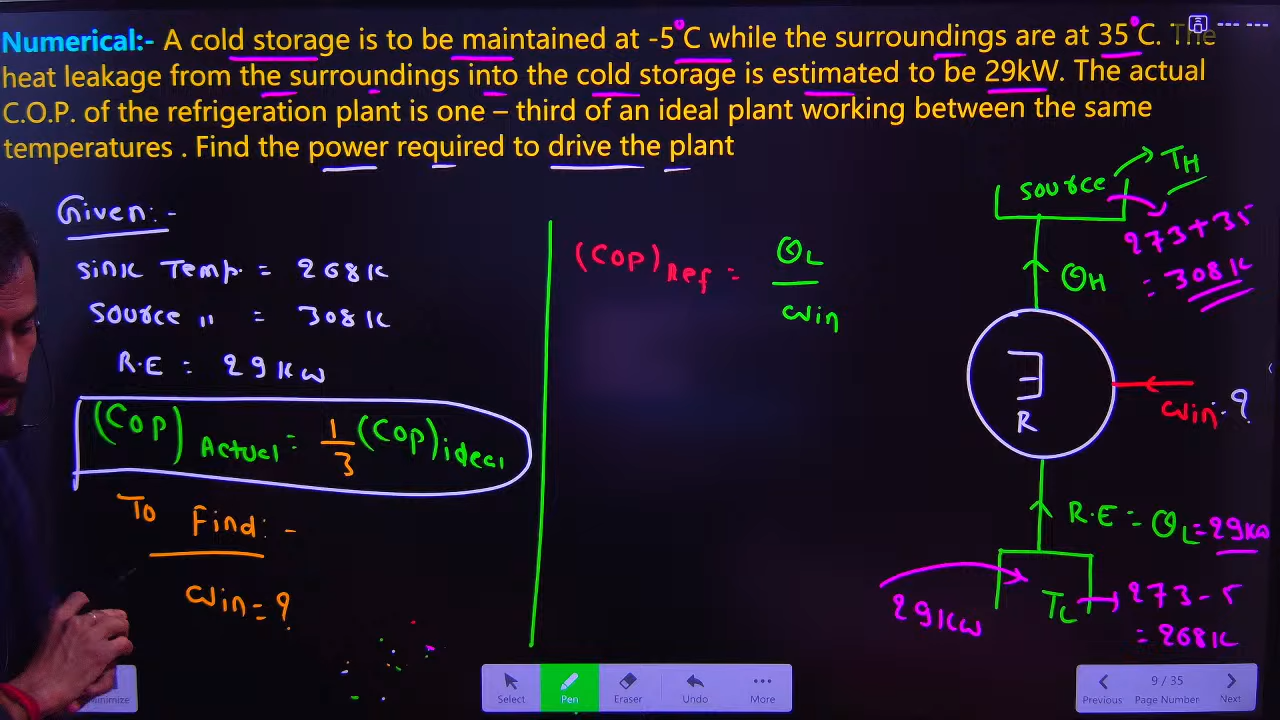 Numerical:- A cold storage is to be maintained at -5°C while the surroundings are at 35°C. The
heat leakage from the surroundings into the cold storage is estimated to be 29kW. The actual
C.O.P. of the refrigeration plant is one – third of an ideal plant working between the same
temperatures . Find the power required to drive the plant
Given:-
Sink Temp. = 268K
Source " = 308K
R.E = 29KW
(COP) Actual = 1/3 (COP) ideal
To Find:-
Win = ?
(COP) Ref = QL/Win
Source
TH
273+35
= 308K
QH
R
Win = ?
R.E = QL = 29KW
29KW
TL
273-5
= 268K
Minimize
Select
Pen
Eraser
Undo
More
Previous
9 / 35
Page Number
Next